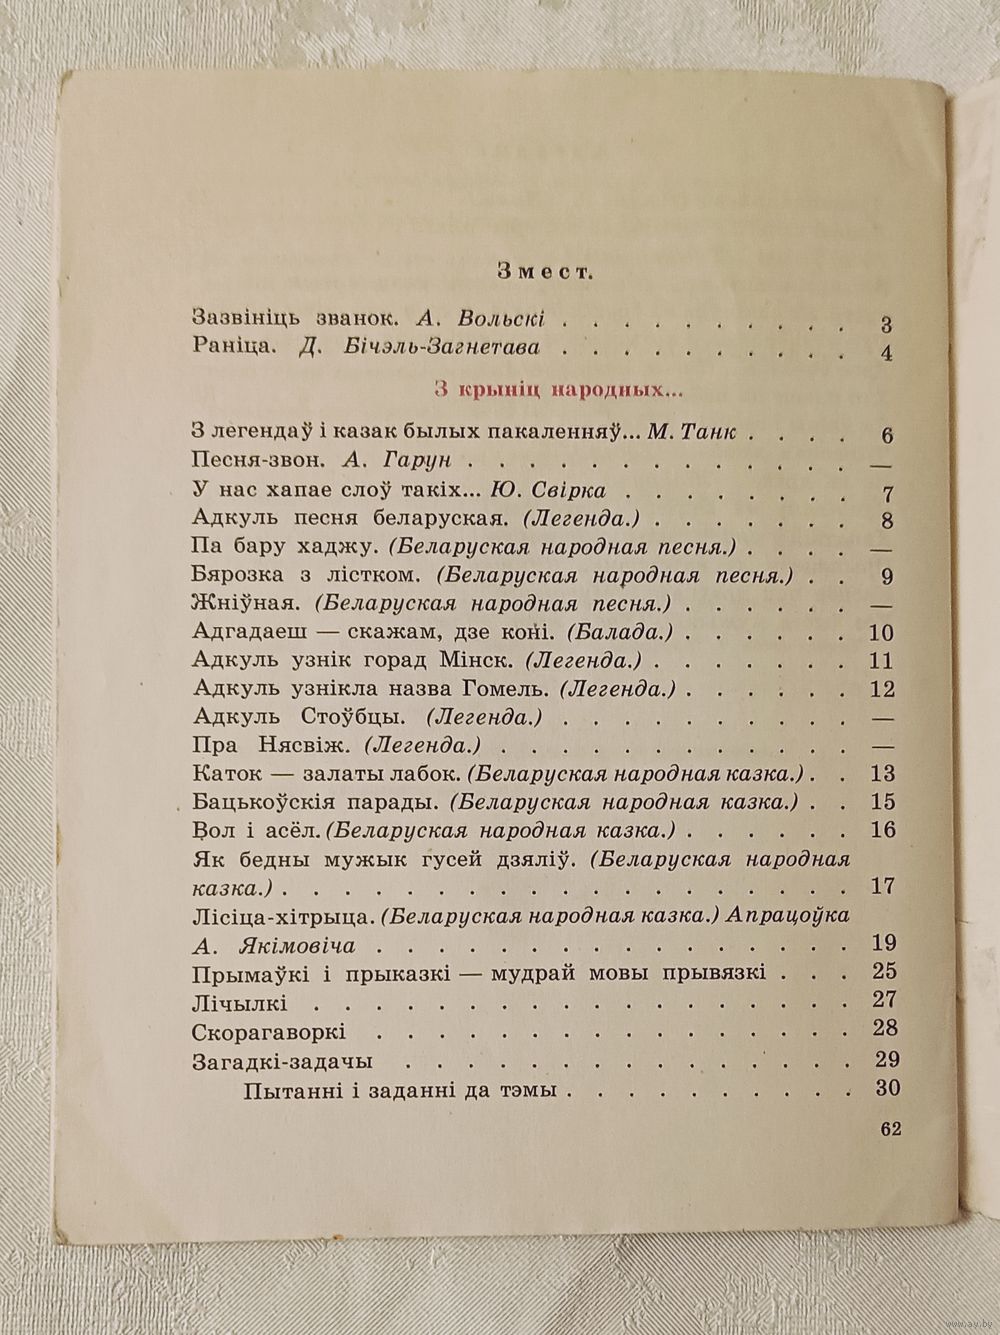 Змест.
Зазвініць званок. А. Вольскі . . . . . . . . . . 3
Раніца. Д. Бічэль-Загнетава . . . . . . . . . . 4
З крыніц народных...
З легендаў і казак былых пакаленняў... М. Танк . . . . 6
Песня-звон. А. Гарун . . . . . . . . . . . . . —
У нас хапае слоў такіх... Ю. Свірка . . . . . . . . 7
Адкуль песня беларуская. (Легенда.) . . . . . . . 8
Па бару хаджу. (Беларуская народная песня.) . . . . —
Бярозка з лістком. (Беларуская народная песня.) . . 9
Жніўная. (Беларуская народная песня.) . . . . . . —
Адгадаеш — скажам, дзе коні. (Балада.) . . . . . . 10
Адкуль узнік горад Мінск. (Легенда.) . . . . . . . 11
Адкуль узнікла назва Гомель. (Легенда.) . . . . . . 12
Адкуль Стоўбцы. (Легенда.) . . . . . . . . . . —
Пра Нясвіж. (Легенда.) . . . . . . . . . . . . —
Каток — залаты лабок. (Беларуская народная казка.) . . 13
Бацькоўскія парады. (Беларуская народная казка.) . . 15
Вол і асёл. (Беларуская народная казка.) . . . . . . 16
Як бедны мужык гусей дзяліў. (Беларуская народная
казка.) . . . . . . . . . . . . . . . . . . . 17
Лісіца-хітрыца. (Беларуская народная казка.) Апрацоўка
А. Якімовіча . . . . . . . . . . . . . . . . 19
Прымаўкі і прыказкі — мудрай мовы прывязкі . . . 25
Лічылкі . . . . . . . . . . . . . . . . . . 27
Скорагаворкі . . . . . . . . . . . . . . . . 28
Загадкі-задачы . . . . . . . . . . . . . . . 29
Пытанні і заданні да тэмы . . . . . . . . . . 30
62
www.ay.by